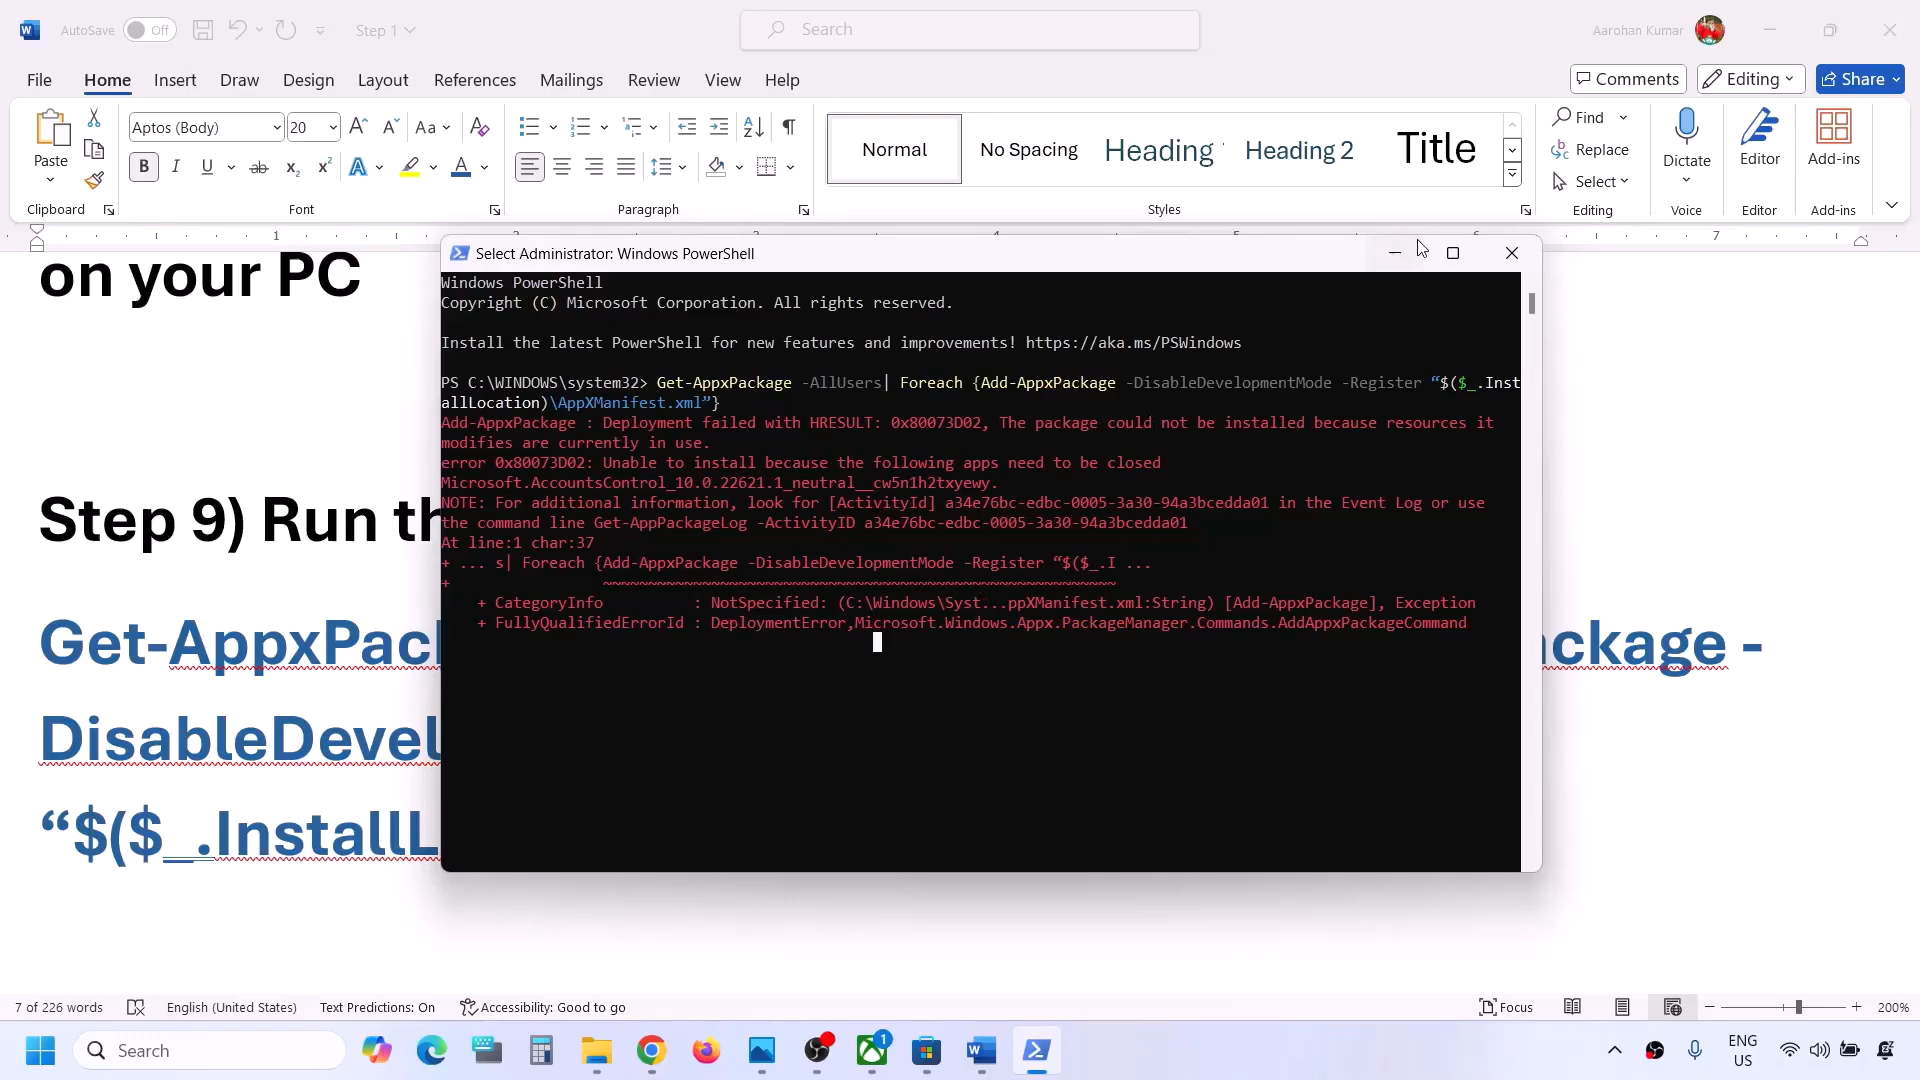 AutoSave Off Step 1 Search Aarohan Kumar
File Home Insert Draw Design Layout References Mailings Review View Help Comments Editing Share
Paste
Aptos (Body) 20
Normal No Spacing Heading Heading 2 Title
Find Replace Select
Dictate Editor Add-ins
Clipboard Font Paragraph Styles Editing Voice Editor Add-ins
on your PC
Select Administrator: Windows PowerShell
Windows PowerShell
Copyright (C) Microsoft Corporation. All rights reserved.
Install the latest PowerShell for new features and improvements! https://aka.ms/PSWindows
PS C:\WINDOWS\system32> Get-AppxPackage -AllUsers| Foreach {Add-AppxPackage -DisableDevelopmentMode -Register “$($_.Inst
allLocation)\AppXManifest.xml”}
Add-AppxPackage : Deployment failed with HRESULT: 0x80073D02, The package could not be installed because resources it
modifies are currently in use.
error 0x80073D02: Unable to install because the following apps need to be closed
Microsoft.AccountsControl_10.0.22621.1_neutral__cw5n1h2txyewy.
NOTE: For additional information, look for [ActivityId] a34e76bc-edbc-0005-3a30-94a3bcedda01 in the Event Log or use
the command line Get-AppPackageLog -ActivityID a34e76bc-edbc-0005-3a30-94a3bcedda01
At line:1 char:37
+ ... s| Foreach {Add-AppxPackage -DisableDevelopmentMode -Register “$($_.I ...
+ ~~~~~~~~~~~~~~~~~~~~~~~~~~~~~~~~~~~~~~~~~~~~~~~~~~~~~~~~~
+ CategoryInfo : NotSpecified: (C:\Windows\Syst...ppXManifest.xml:String) [Add-AppxPackage], Exception
+ FullyQualifiedErrorId : DeploymentError,Microsoft.Windows.Appx.PackageManager.Commands.AddAppxPackageCommand
Step 9) Run th
Get-AppxPac ckage -
DisableDevel
“$($_.InstallL
7 of 226 words English (United States) Text Predictions: On Accessibility: Good to go Focus 200%
Search 1 ENG
US